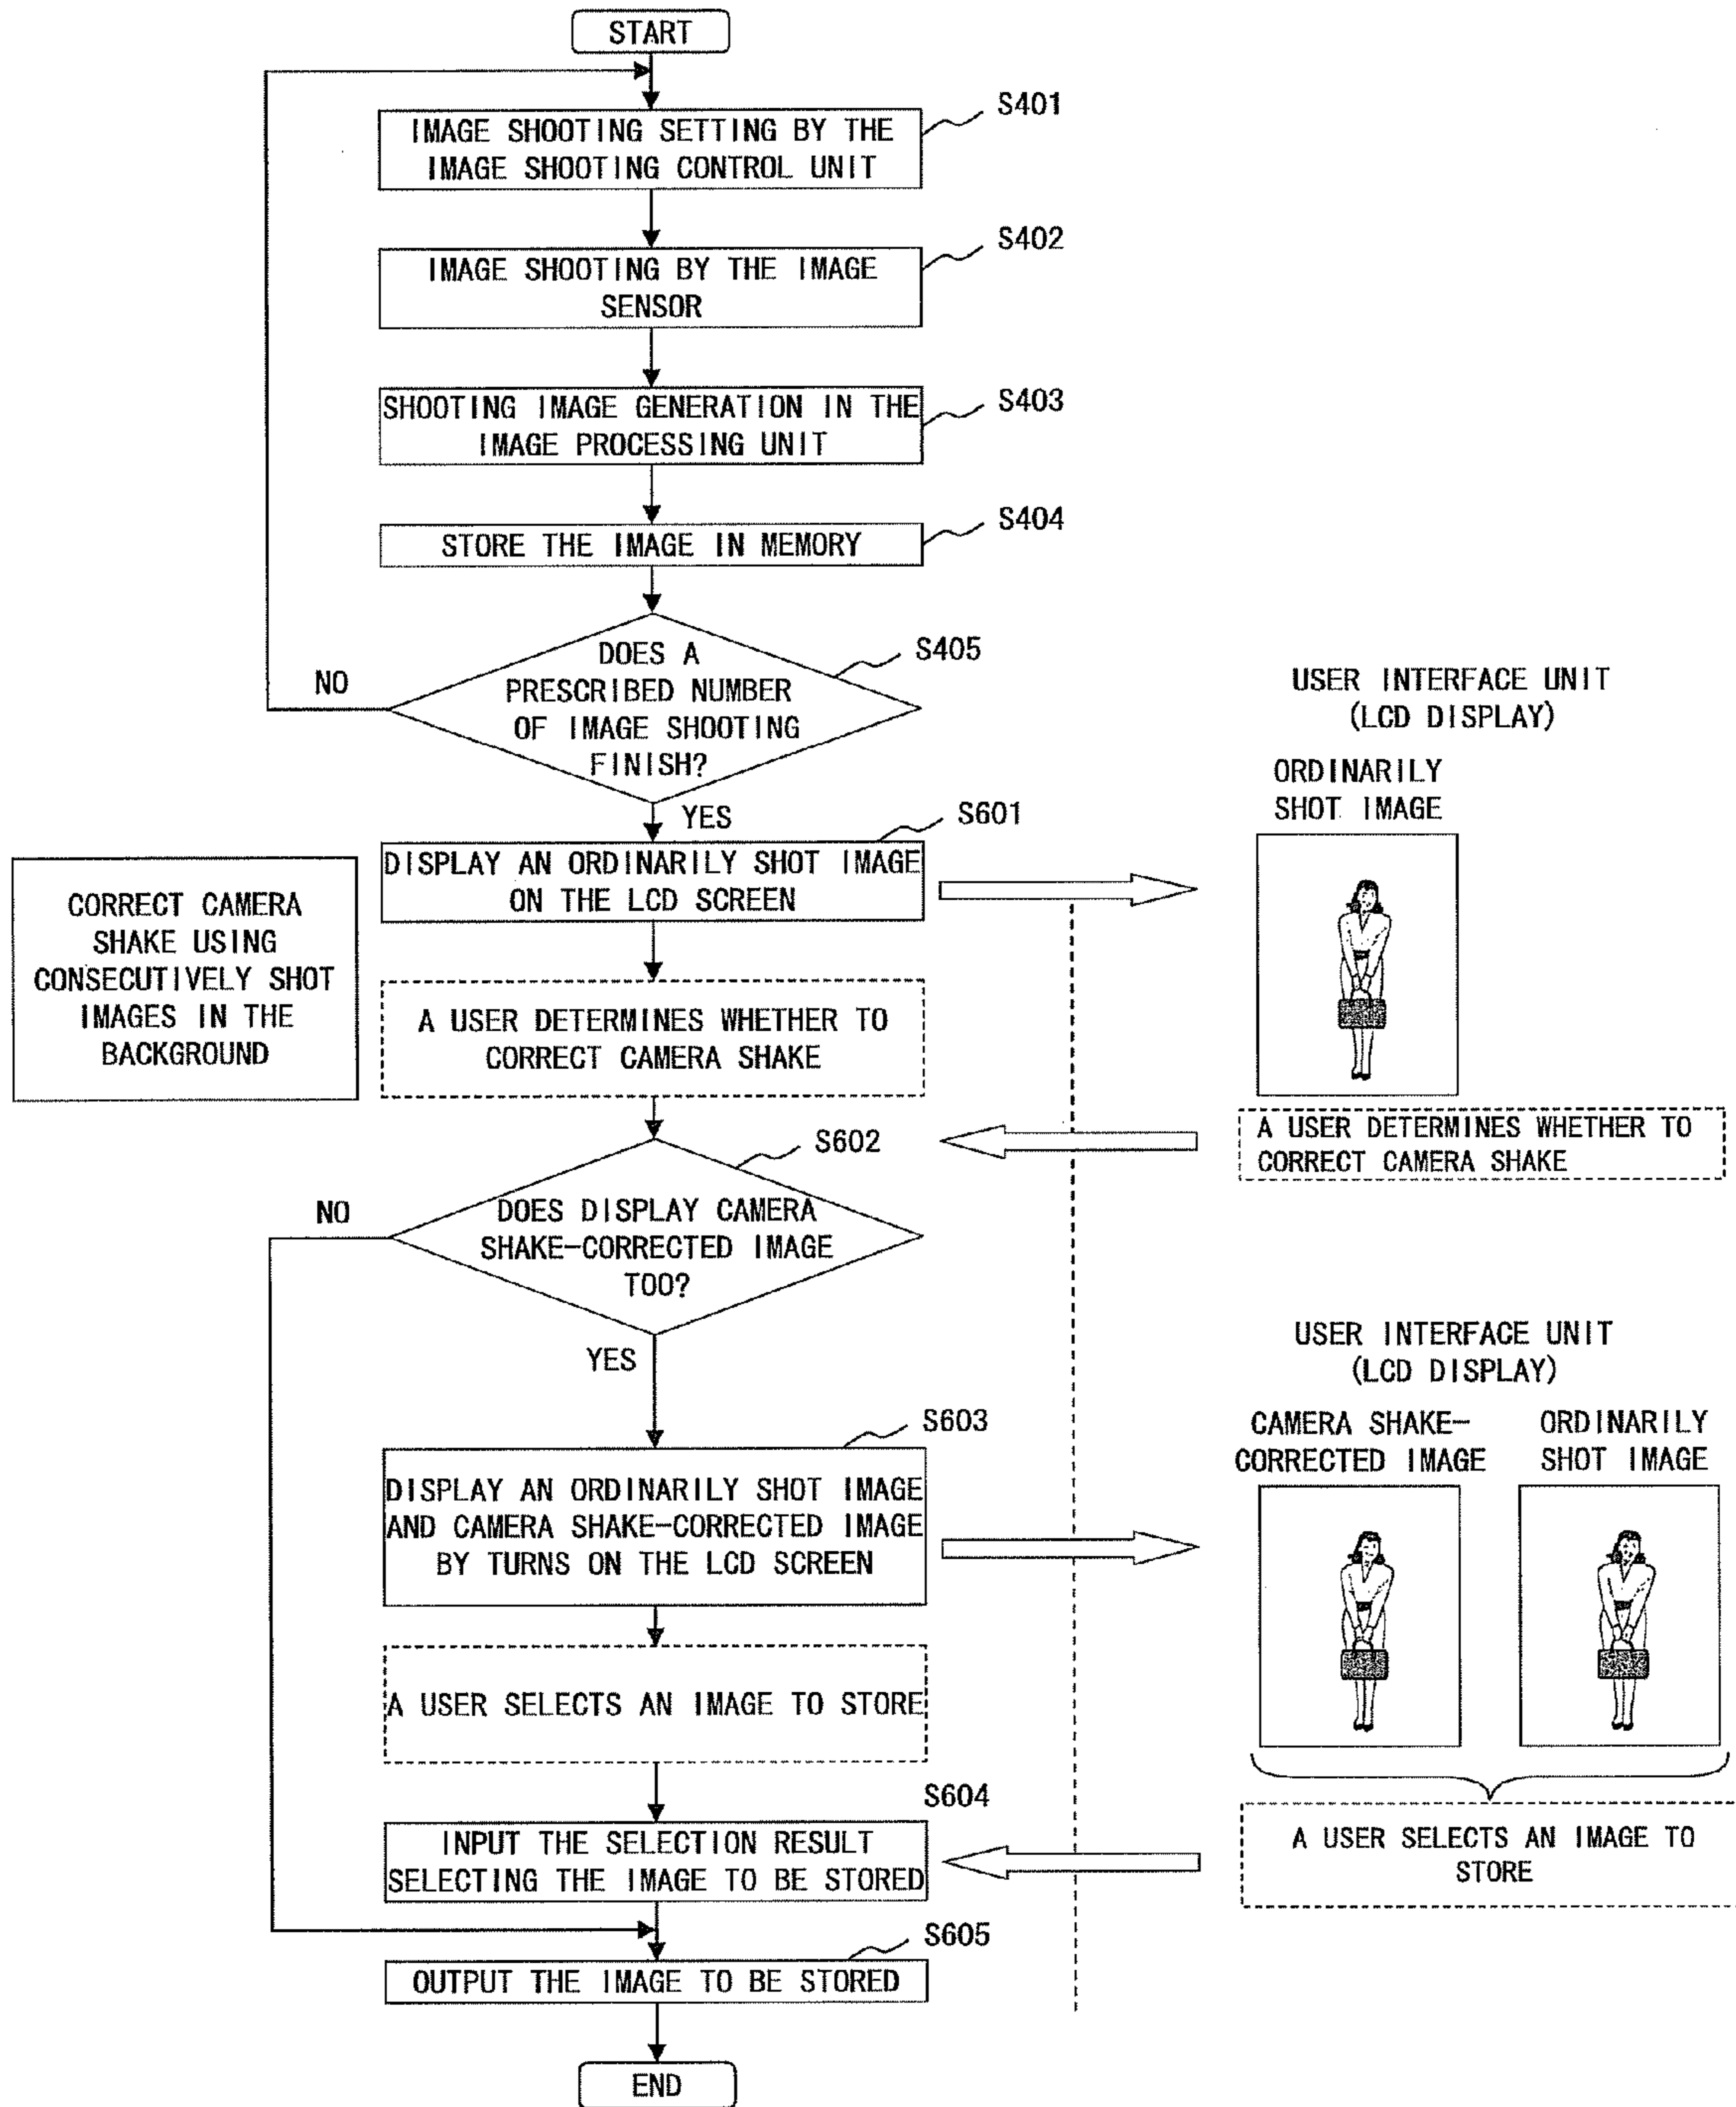 START
S401
IMAGE SHOOTING SETTING BY THE
IMAGE SHOOTING CONTROL UNIT
S402
IMAGE SHOOTING BY THE IMAGE
SENSOR
S403
SHOOTING IMAGE GENERATION IN THE
IMAGE PROCESSING UNIT
S404
STORE THE IMAGE IN MEMORY
S405
DOES A
PRESCRIBED NUMBER
OF IMAGE SHOOTING
FINISH?
NO
YES
S601
DISPLAY AN ORDINARILY SHOT IMAGE
ON THE LCD SCREEN
USER INTERFACE UNIT
(LCD DISPLAY)
ORDINARILY
SHOT IMAGE
CORRECT CAMERA
SHAKE USING
CONSECUTIVELY SHOT
IMAGES IN THE
BACKGROUND
A USER DETERMINES WHETHER TO
CORRECT CAMERA SHAKE
A USER DETERMINES WHETHER TO
CORRECT CAMERA SHAKE
S602
DOES DISPLAY CAMERA
SHAKE-CORRECTED IMAGE
TOO?
NO
YES
S603
DISPLAY AN ORDINARILY SHOT IMAGE
AND CAMERA SHAKE-CORRECTED IMAGE
BY TURNS ON THE LCD SCREEN
USER INTERFACE UNIT
(LCD DISPLAY)
CAMERA SHAKE-
CORRECTED IMAGE
ORDINARILY
SHOT IMAGE
A USER SELECTS AN IMAGE TO STORE
S604
INPUT THE SELECTION RESULT
SELECTING THE IMAGE TO BE STORED
A USER SELECTS AN IMAGE TO
STORE
S605
OUTPUT THE IMAGE TO BE STORED
END